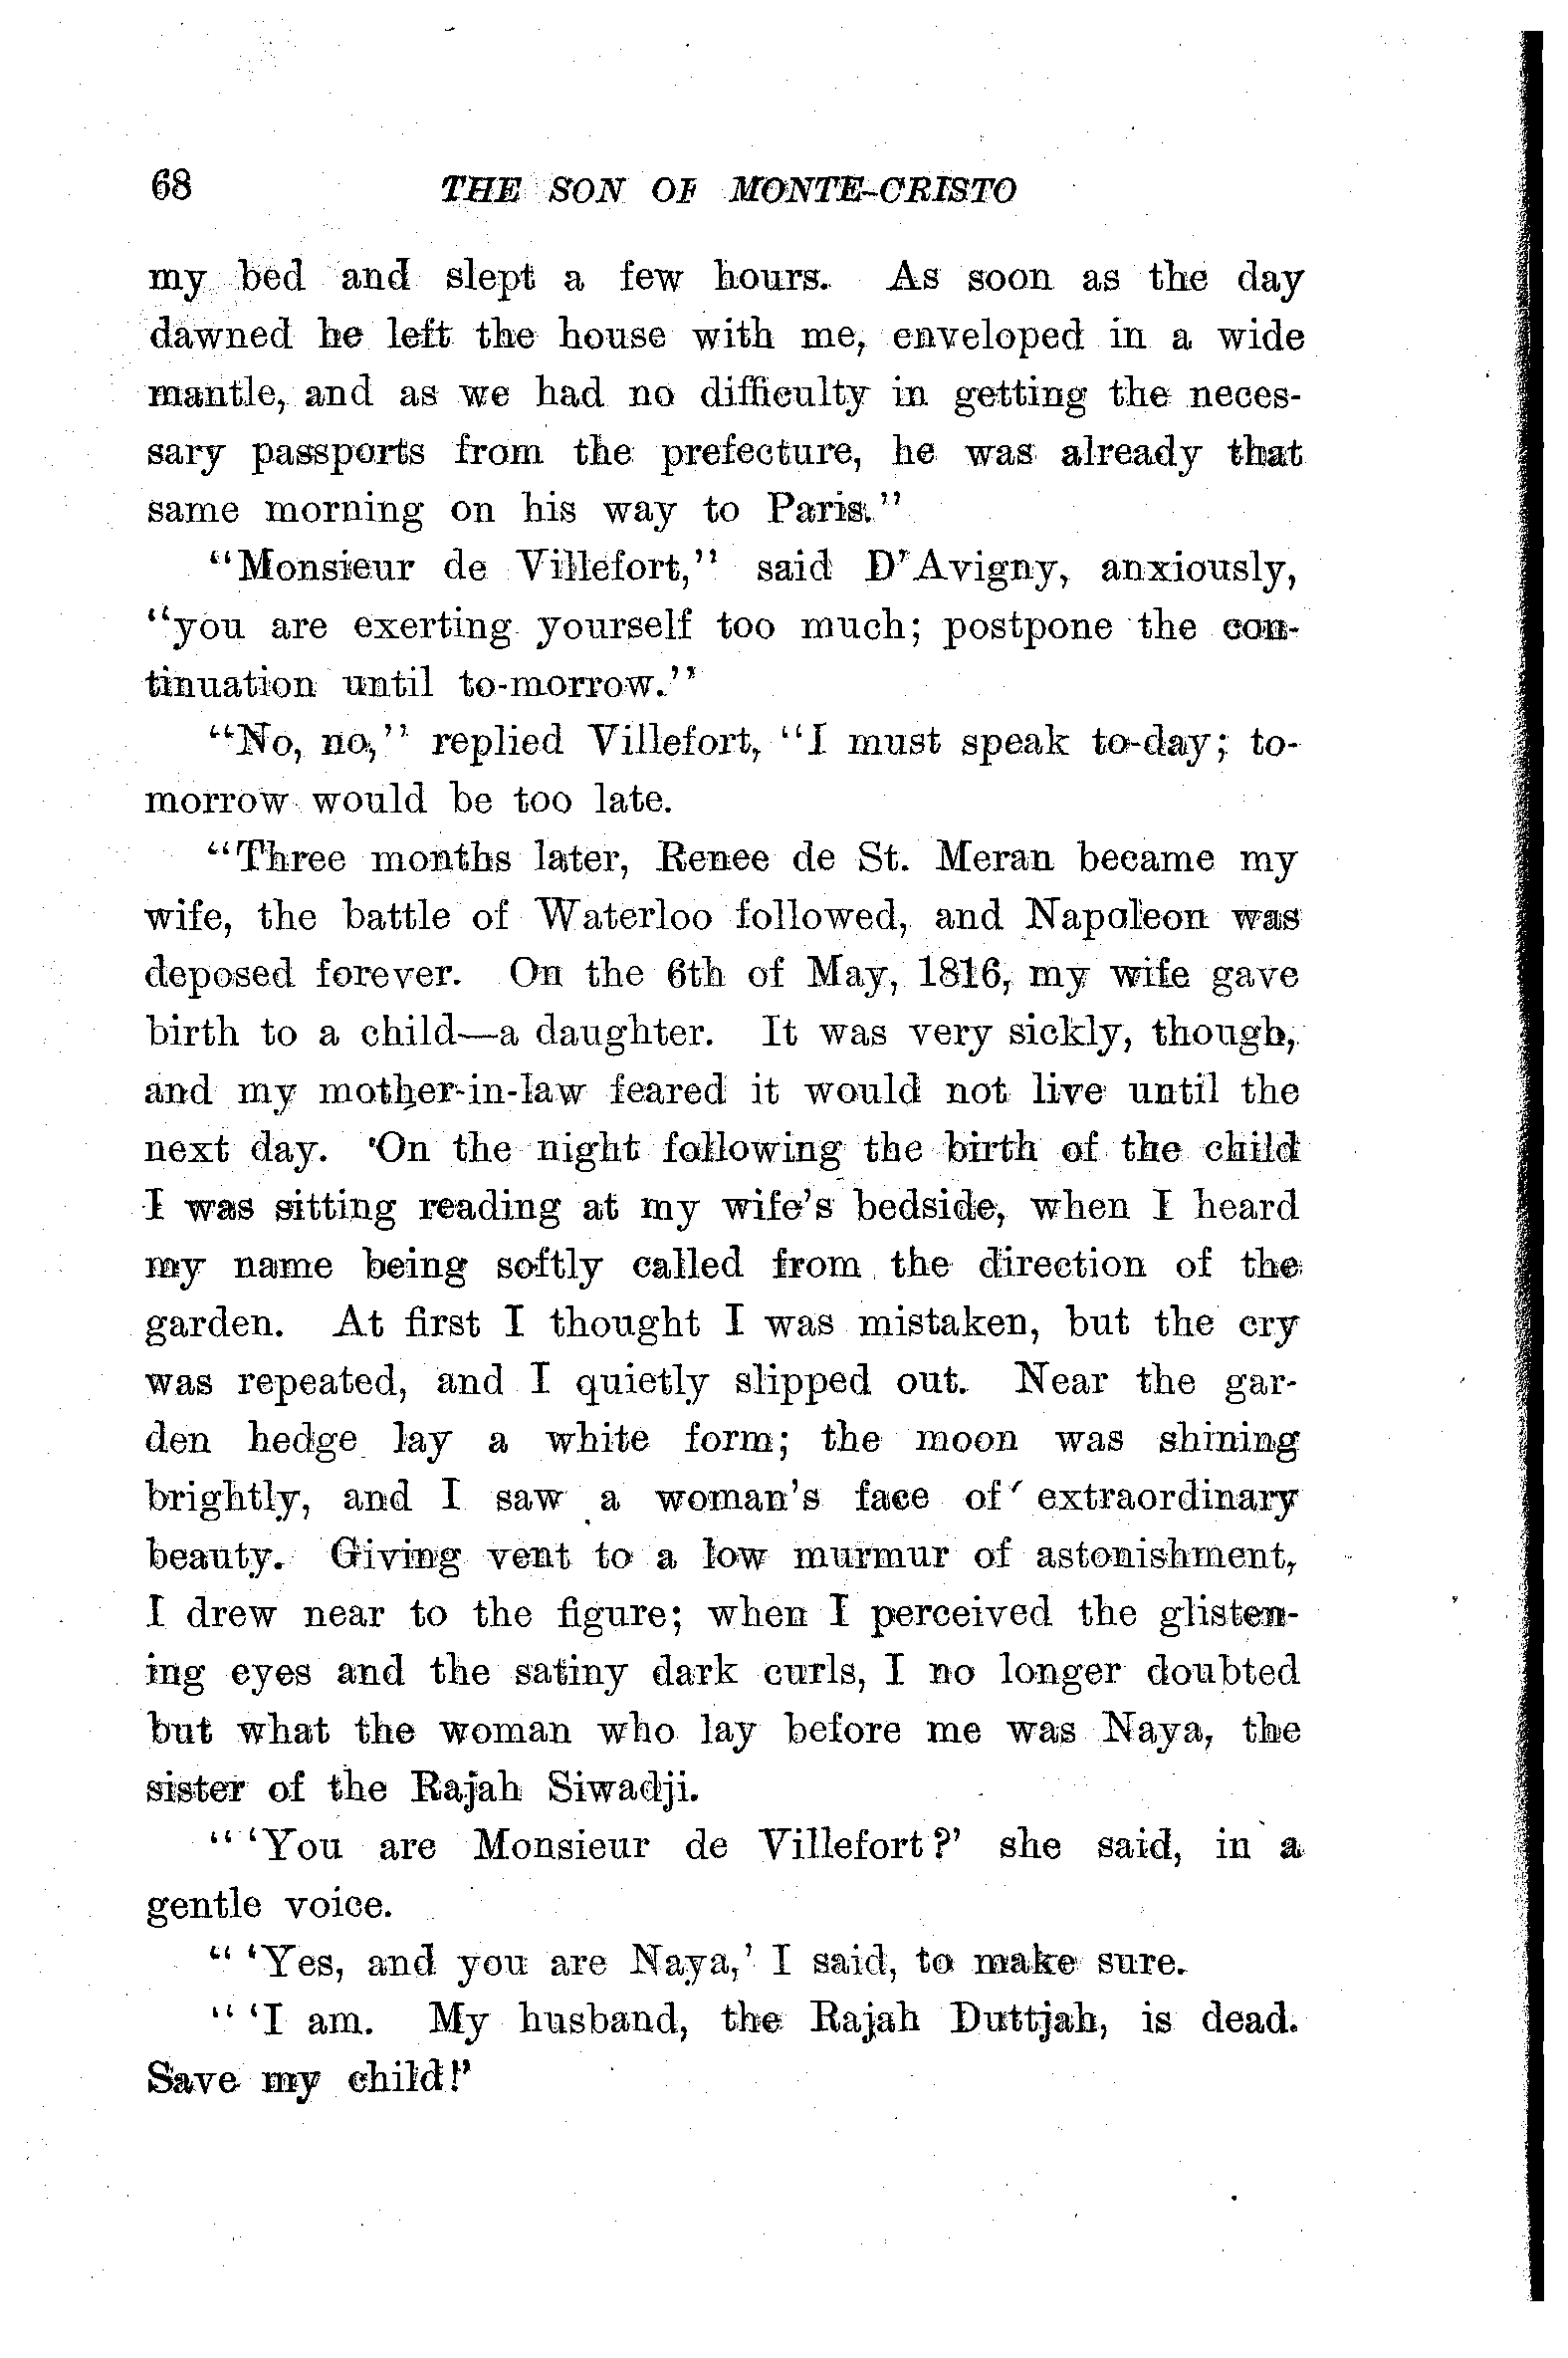 68 THE SON OF MONTE-CRISTO
my bed and slept a few hours. As soon as the day
dawned he left the house with me, enveloped in a wide
mantle, and as we had no difficulty in getting the neces-
sary passports from the prefecture, he was already that
same morning on his way to Paris."
"Monsieur de Villefort," said D'Avigny, anxiously,
"you are exerting yourself too much; postpone the con-
tinuation until to-morrow."
"No, no," replied Villefort, "I must speak to-day; to-
morrow would be too late.
"Three months later, Renee de St. Meran became my
wife, the battle of Waterloo followed, and Napoleon was
deposed forever. On the 6th of May, 1816, my wife gave
birth to a child—a daughter. It was very sickly, though,
and my mother-in-law feared it would not live until the
next day. 'On the night following the birth of the child
I was sitting reading at my wife's bedside, when I heard
my name being softly called from the direction of the
garden. At first I thought I was mistaken, but the cry
was repeated, and I quietly slipped out. Near the gar-
den hedge lay a white form; the moon was shining
brightly, and I saw a woman's face of extraordinary
beauty. Giving vent to a low murmur of astonishment,
I drew near to the figure; when I perceived the glisten-
ing eyes and the satiny dark curls, I no longer doubted
but what the woman who lay before me was Naya, the
sister of the Rajah Siwadji.
"'You are Monsieur de Villefort?' she said, in a
gentle voice.
"'Yes, and you are Naya,' I said, to make sure.
"'I am. My husband, the Rajah Duttjah, is dead.
Save my child!'